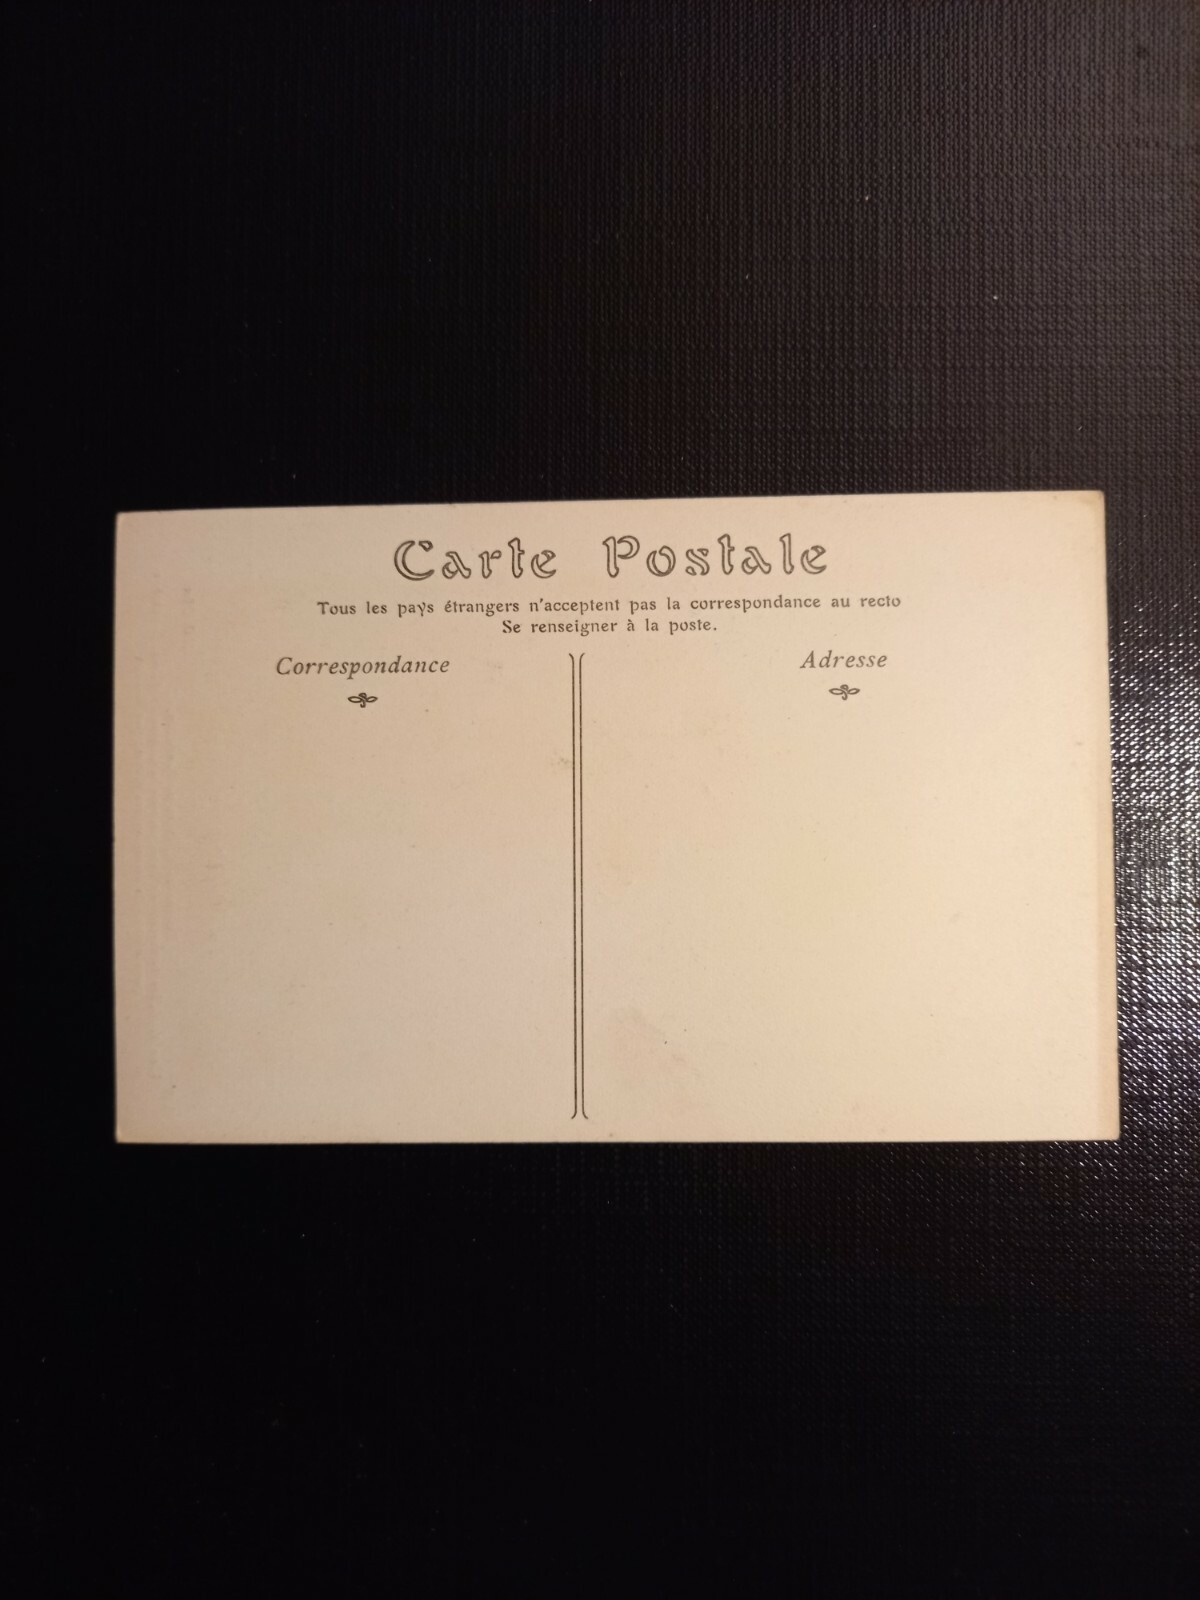 Carte Postale
Tous les pays étrangers n'acceptent pas la correspondance au recto
Se renseigner à la poste.
Correspondance
Adresse